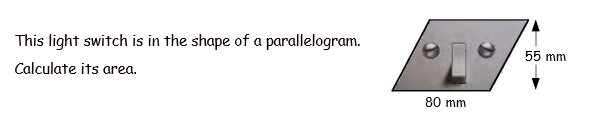 This light switch is in the shape of a parallelogram.
Calculate its area.
55 mm
80 mm